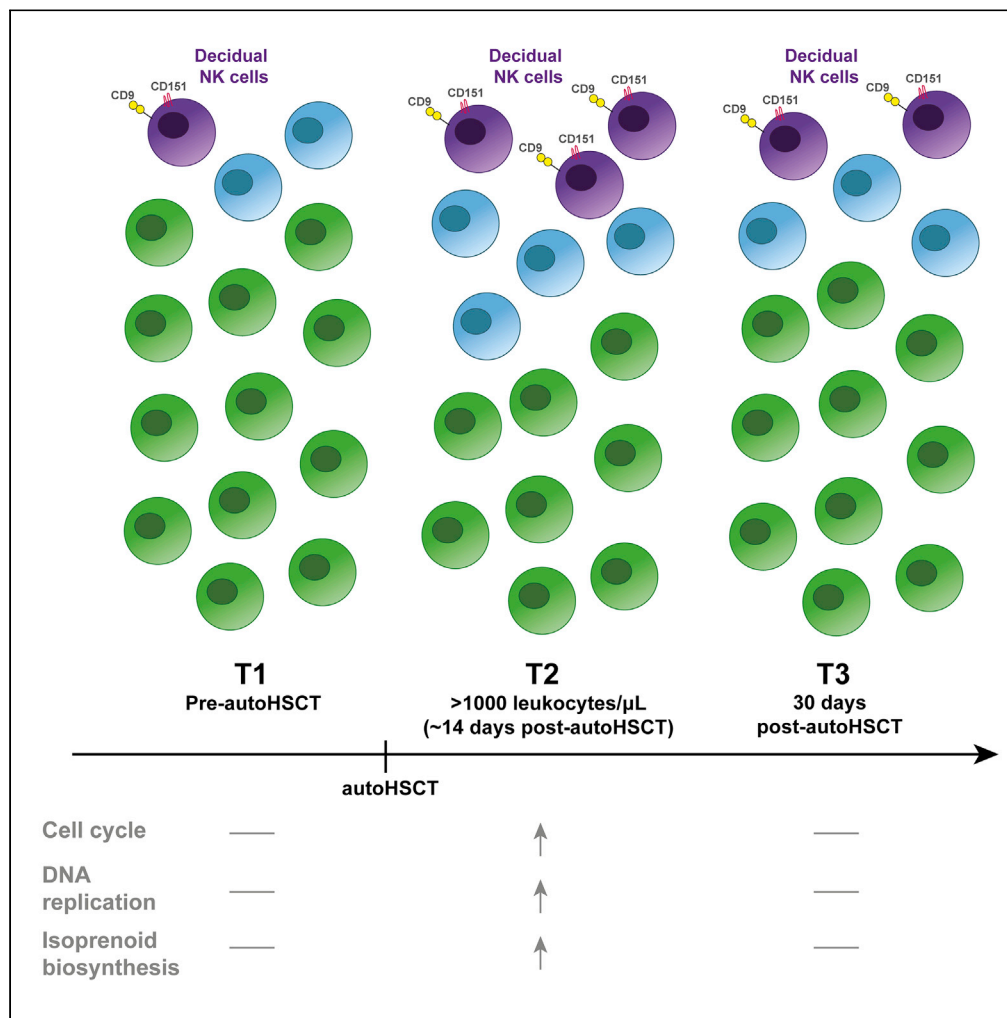 Decidual
NK cells
CD9
CD151
Decidual
NK cells
CD9
CD151
CD9
CD151
CD9
CD151
Decidual
NK cells
CD9
CD151
CD9
CD151
T1
Pre-autoHSCT
T2
>1000 leukocytes/µL
(~14 days post-autoHSCT)
T3
30 days
post-autoHSCT
autoHSCT
Cell cycle
DNA
replication
Isoprenoid
biosynthesis